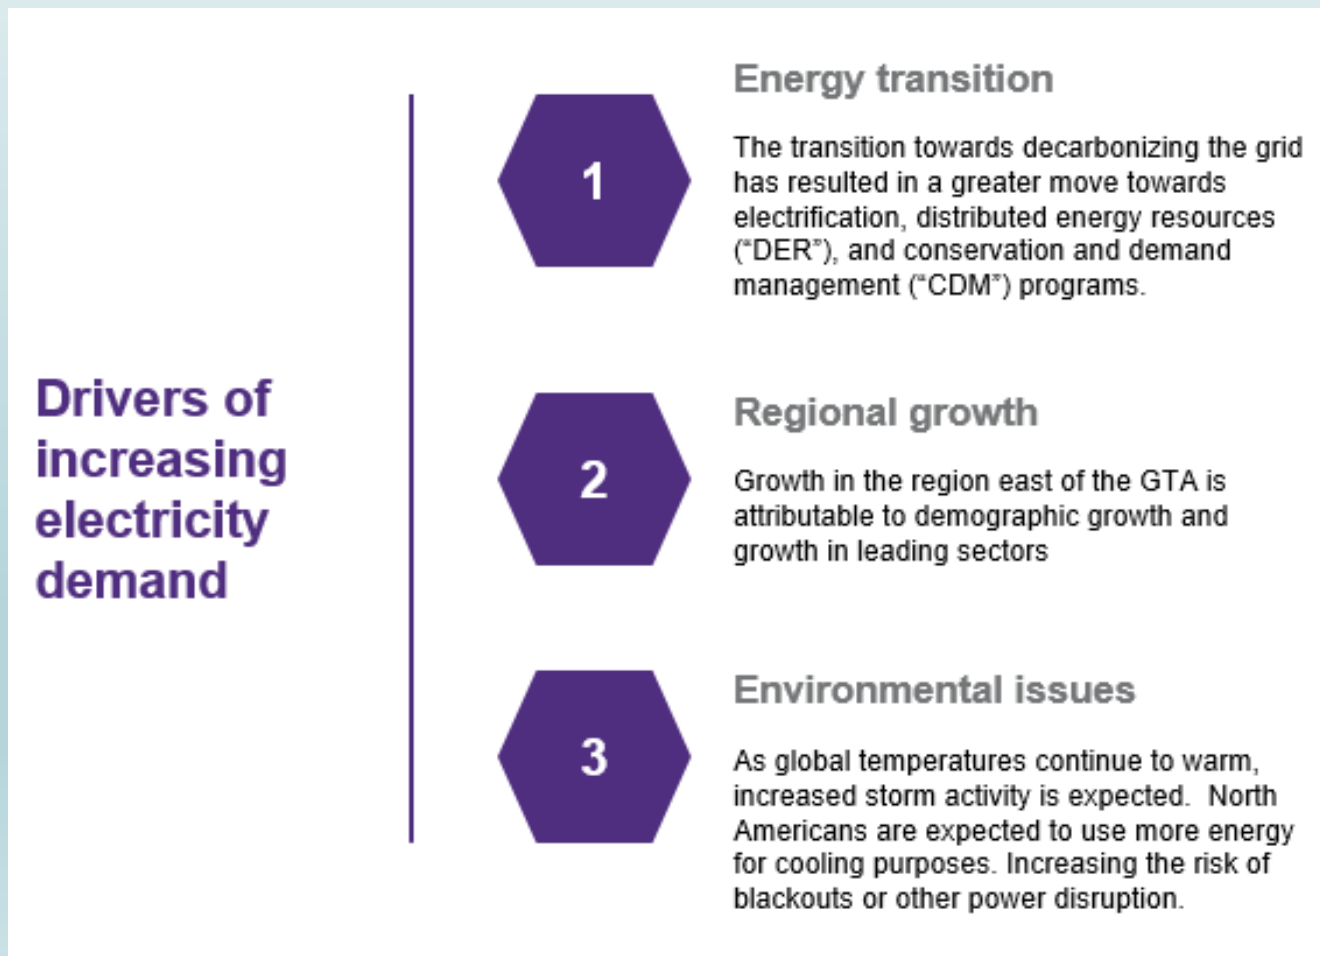 Drivers of
increasing
electricity
demand
1
Energy transition
The transition towards decarbonizing the grid
has resulted in a greater move towards
electrification, distributed energy resources
(“DER”), and conservation and demand
management (“CDM”) programs.
2
Regional growth
Growth in the region east of the GTA is
attributable to demographic growth and
growth in leading sectors
3
Environmental issues
As global temperatures continue to warm,
increased storm activity is expected.  North
Americans are expected to use more energy
for cooling purposes. Increasing the risk of
blackouts or other power disruption.